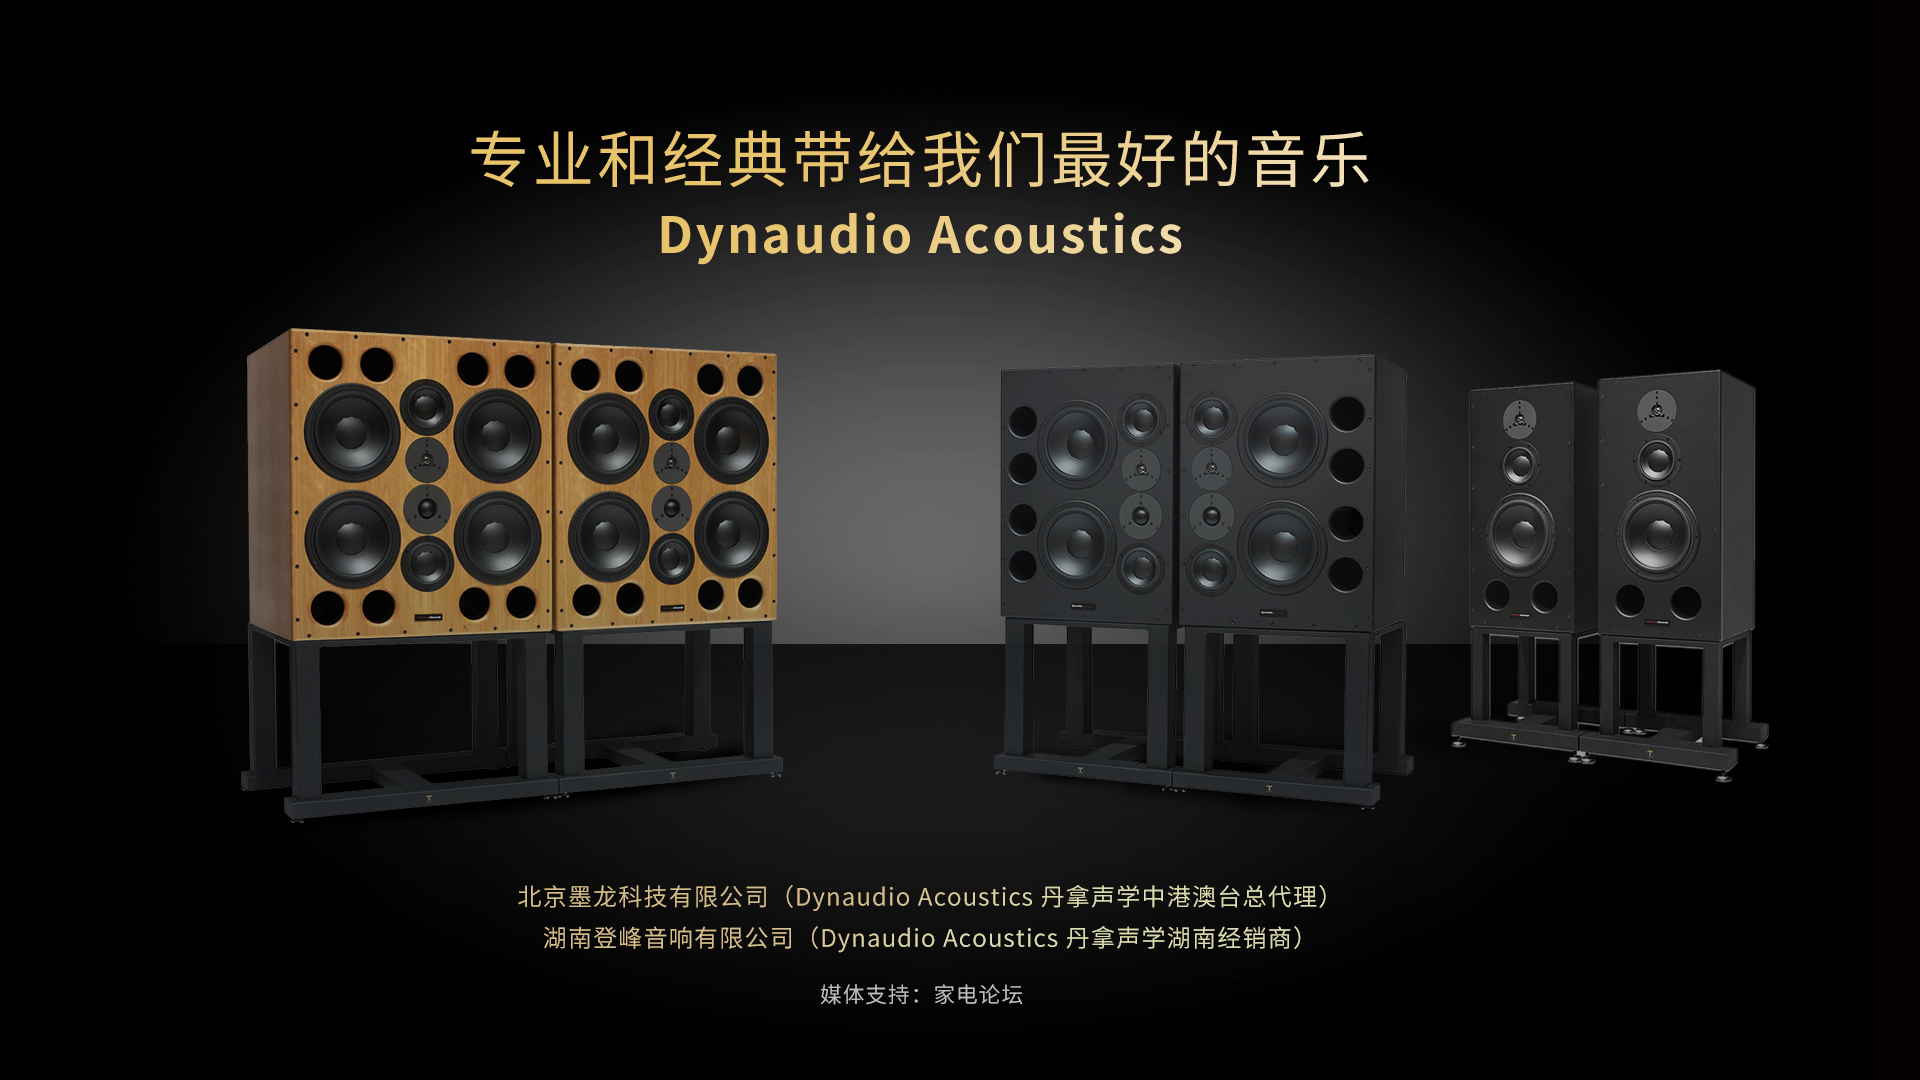 专业和经典带给我们最好的音乐
Dynaudio Acoustics
北京墨龙科技有限公司（Dynaudio Acoustics 丹拿声学中港澳台总代理）
湖南登峰音响有限公司（Dynaudio Acoustics 丹拿声学湖南经销商）
媒体支持：家电论坛